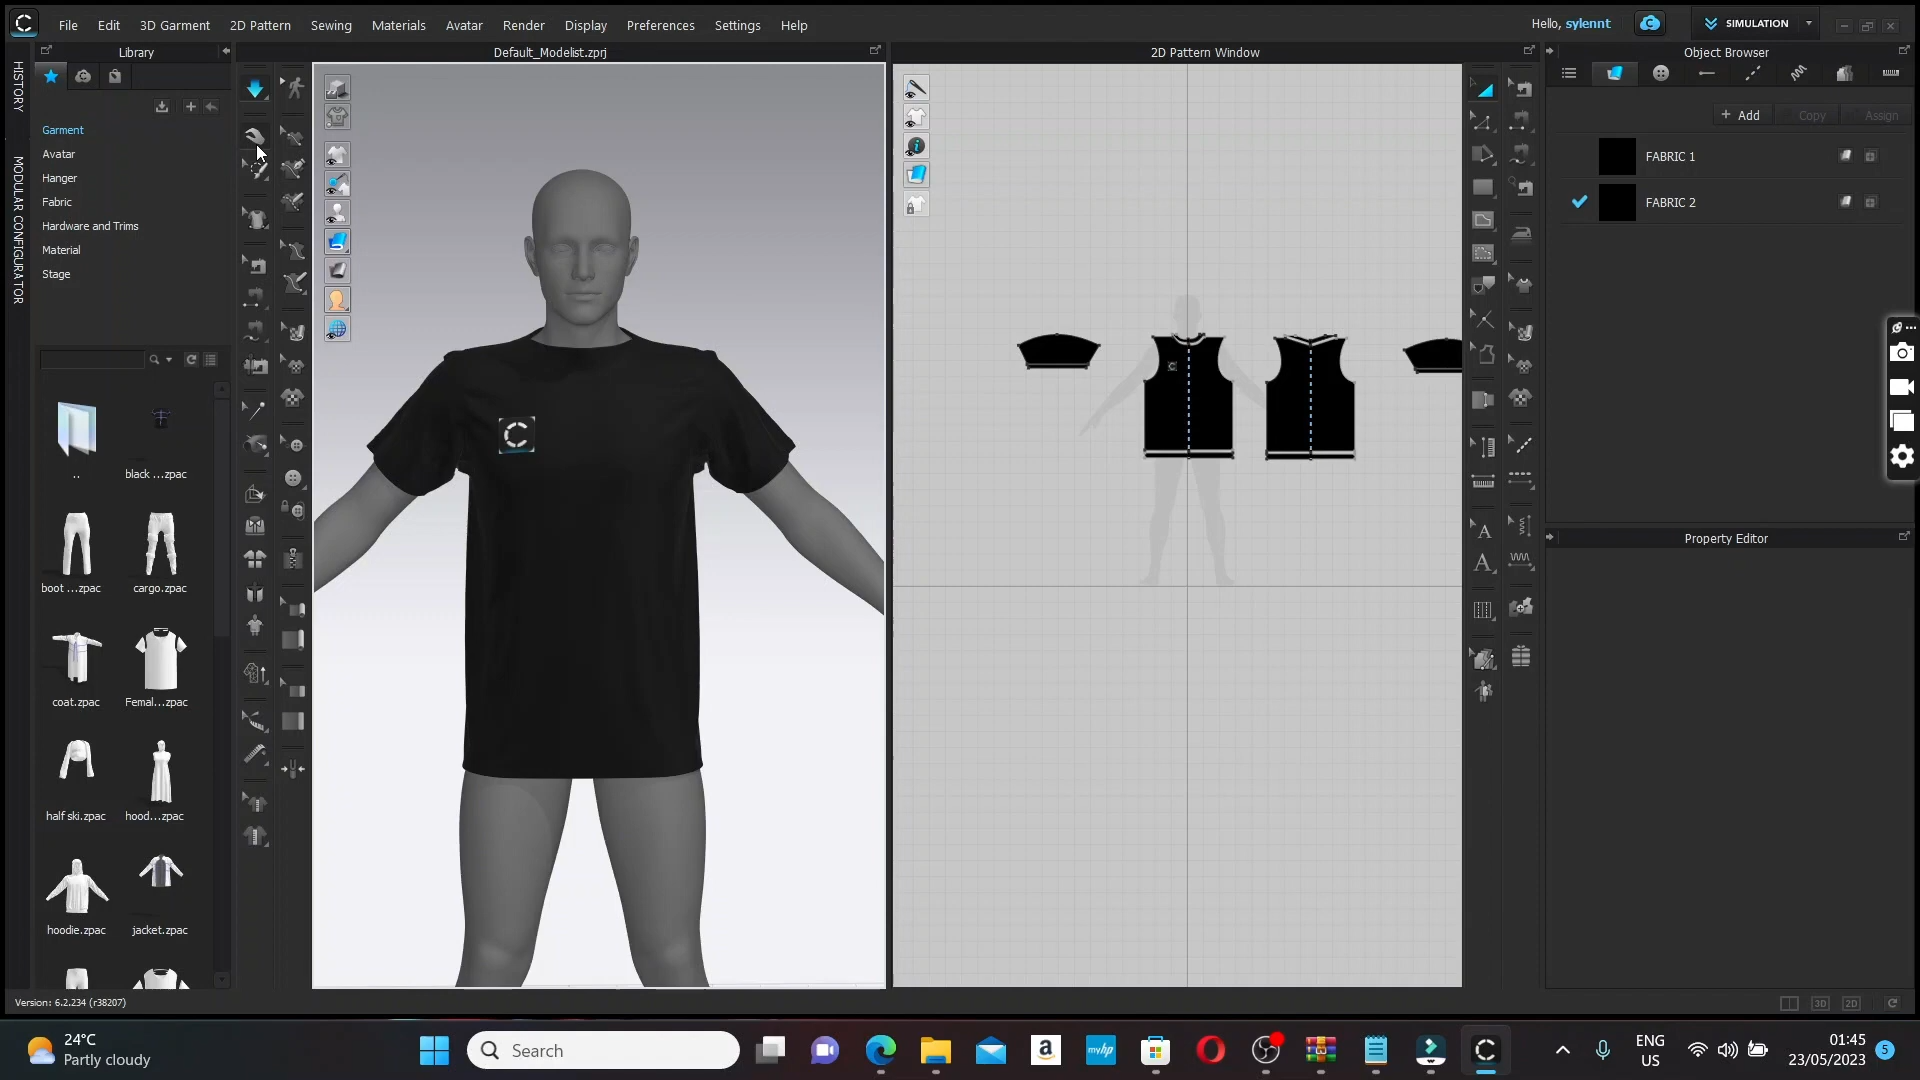 File Edit 3D Garment 2D Pattern Sewing Materials Avatar Render Display Preferences Settings Help
Hello, sylennt
SIMULATION
Library
Default_Modelist.zprj
2D Pattern Window
Object Browser
HISTORY
MODULAR CONFIGURATOR
Garment
Avatar
Hanger
Fabric
Hardware and Trims
Material
Stage
+ Add Copy Assign
FABRIC 1
FABRIC 2
Property Editor
..
black ...zpac
boot ...zpac
cargo.zpac
coat.zpac
Femal...zpac
half ski.zpac
hood...zpac
hoodie.zpac
jacket.zpac
Version: 6.2.234 (r38207)
3D
2D
24°C
Partly cloudy
Search
a
myhp
ENG
US
01:45
23/05/2023
5